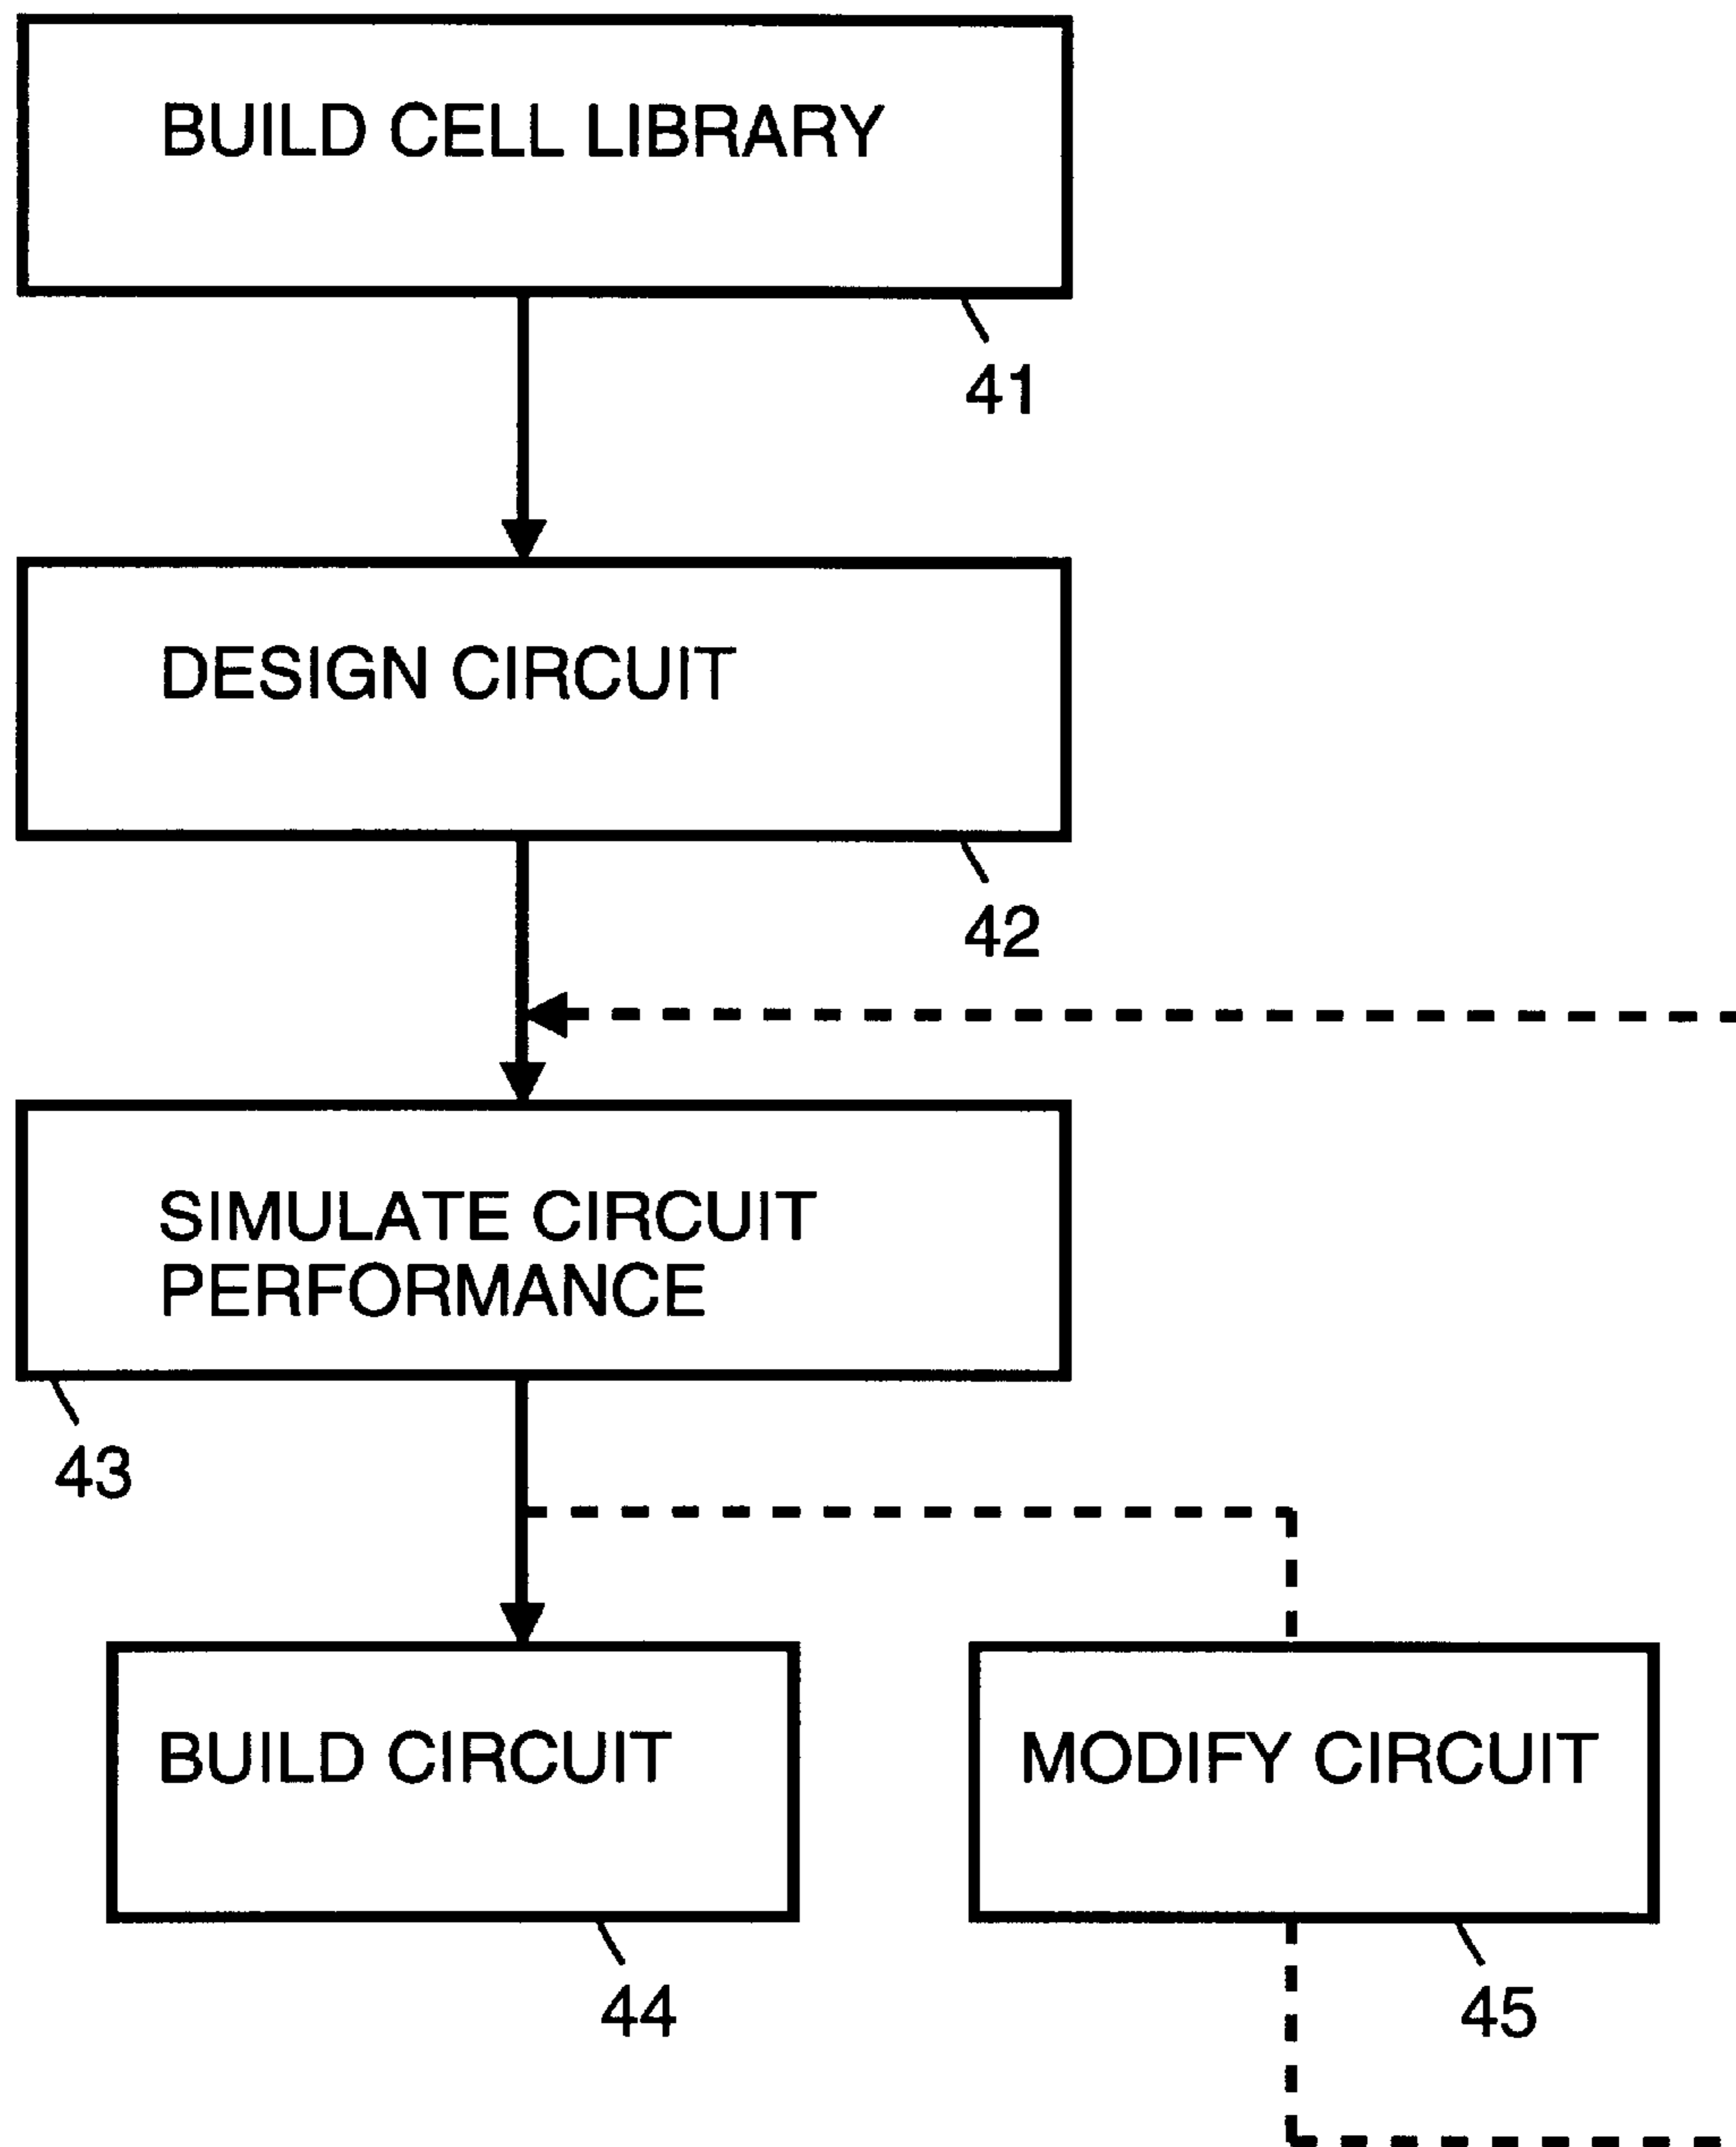 BUILD CELL LIBRARY
41
DESIGN CIRCUIT
42
SIMULATE CIRCUIT
PERFORMANCE
43
BUILD CIRCUIT
44
MODIFY CIRCUIT
45